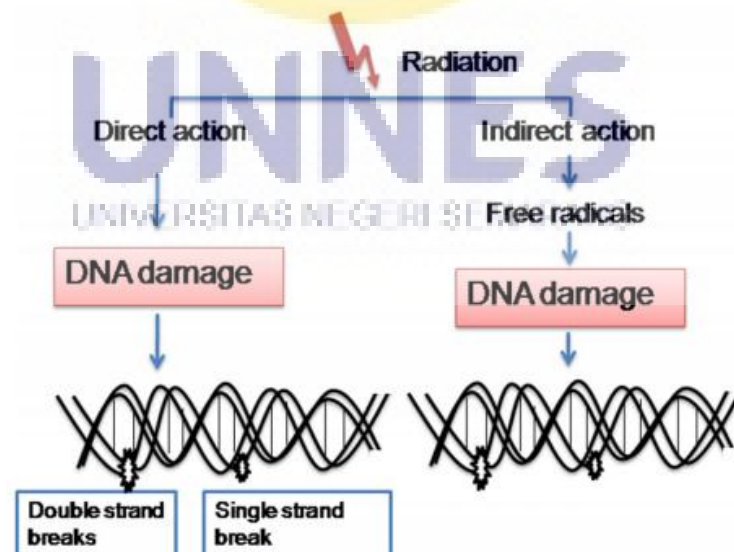 UNNES
UNIVERSITAS NEGERI SEMARANG
Radiation
Direct action
Indirect action
Free radicals
DNA damage
DNA damage
Double strand
breaks
Single strand
break